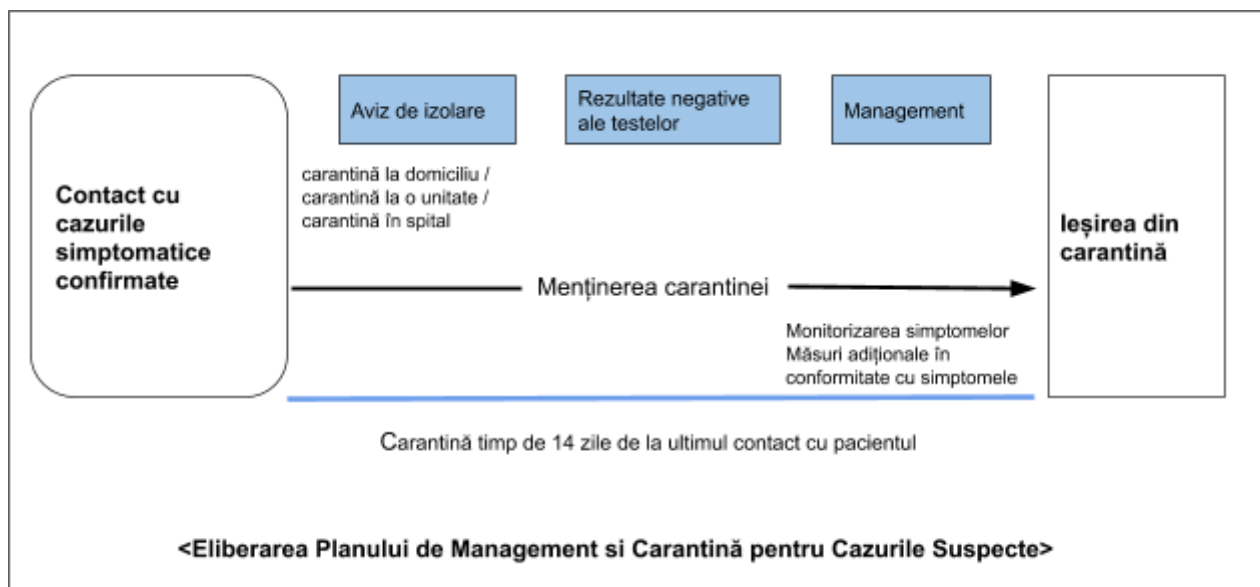 Aviz de izolare
Rezultate negative
ale testelor
Management
carantină la domiciliu /
carantină la o unitate /
carantină în spital
Contact cu
cazurile
simptomatice
confirmate
Ieșirea din
carantină
Menținerea carantinei
Monitorizarea simptomelor
Măsuri adiționale în
conformitate cu simptomele
Carantină timp de 14 zile de la ultimul contact cu pacientul
<Eliberarea Planului de Management si Carantină pentru Cazurile Suspecte>